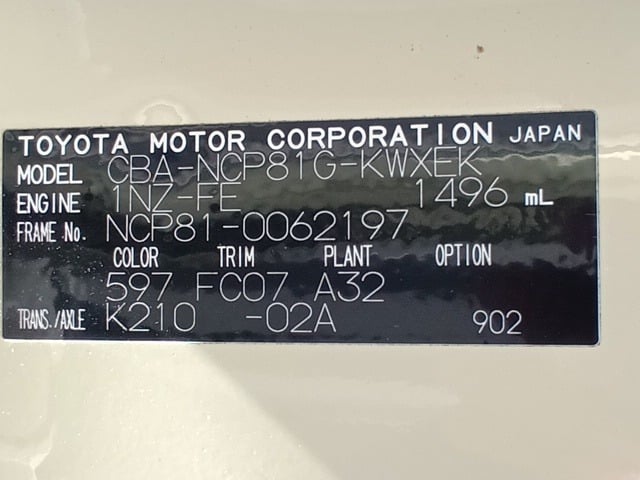 TOYOTA MOTOR CORPORATION JAPAN
MODEL CBA-NCP81G-KWXEK
ENGINE 1NZ-FE 1496 mL
FRAME No. NCP81-0062197
COLOR TRIM PLANT OPTION
597 FC07 A32
TRANS./AXLE K210 -02A 902